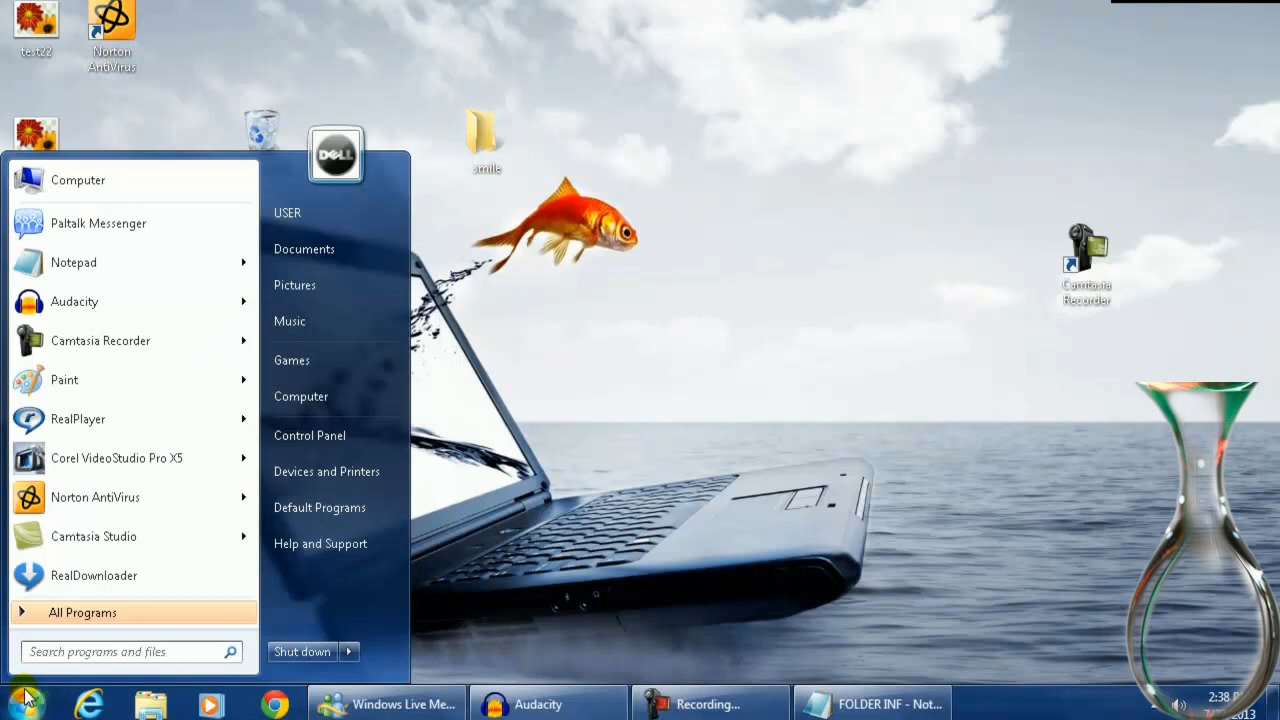 test22
Norton
AntiVirus
smile
Camtasia
Recorder
DELL
Computer
Paltalk Messenger
Notepad
Audacity
Camtasia Recorder
Paint
RealPlayer
Corel VideoStudio Pro X5
Norton AntiVirus
Camtasia Studio
RealDownloader
All Programs
Search programs and files
USER
Documents
Pictures
Music
Games
Computer
Control Panel
Devices and Printers
Default Programs
Help and Support
Shut down
Windows Live Me...
Audacity
Recording...
FOLDER INF - Not...
2:38